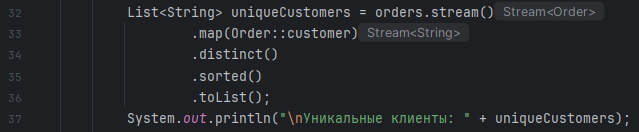 32 List<String> uniqueCustomers = orders.stream() Stream<Order>
33 .map(Order::customer) Stream<String>
34 .distinct()
35 .sorted()
36 .toList();
37 System.out.println("\nУникальные клиенты: " + uniqueCustomers);